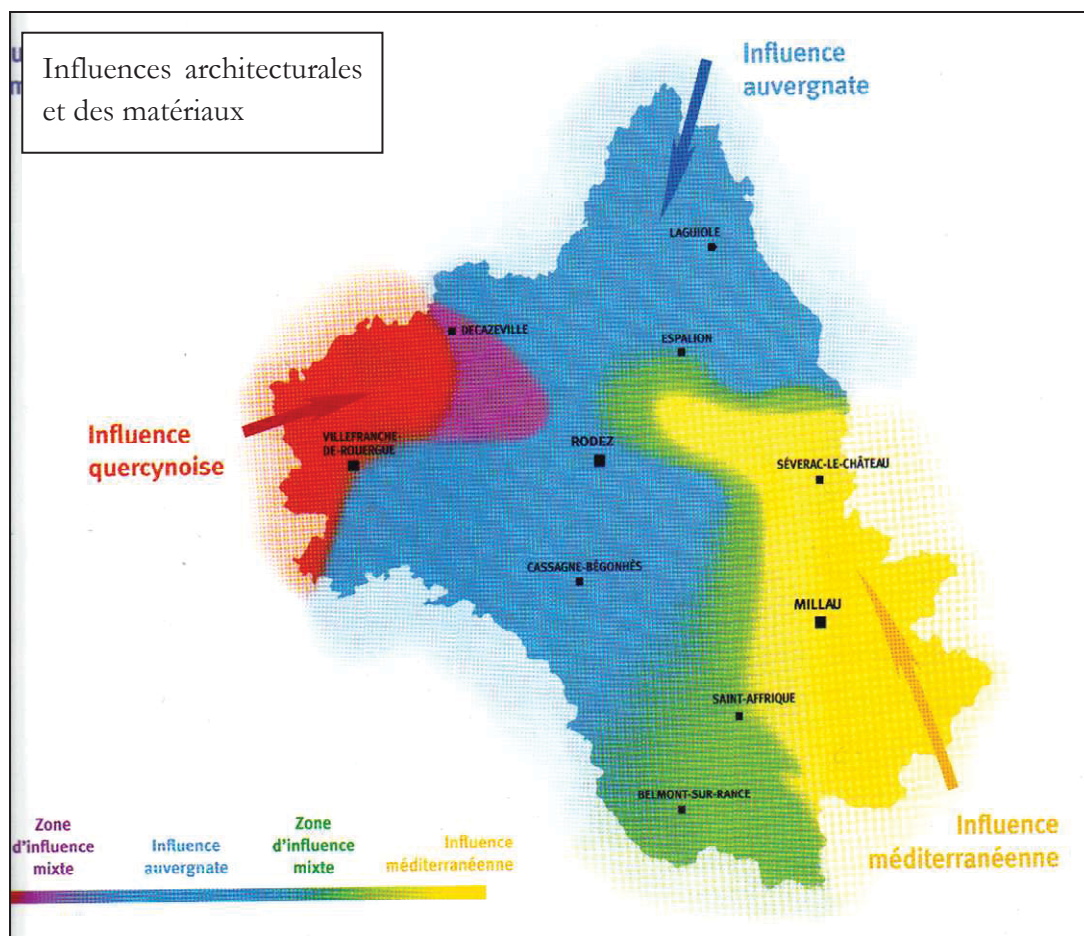 Influences architecturales
et des matériaux
Influence
auvergnate
LAGUIOLE
DECAZEVILLE
ESPALION
Influence
quercynoise
VILLEFRANCHE-
DE-ROUERGUE
RODEZ
SÉVERAC-LE-CHÂTEAU
CASSAGNE-BÉGONHÈS
MILLAU
SAINT-AFFRIQUE
BELMONT-SUR-RANCE
Influence
méditerranéenne
Zone
d'influence
mixte
Influence
auvergnate
Zone
d'influence
mixte
Influence
méditerranéenne